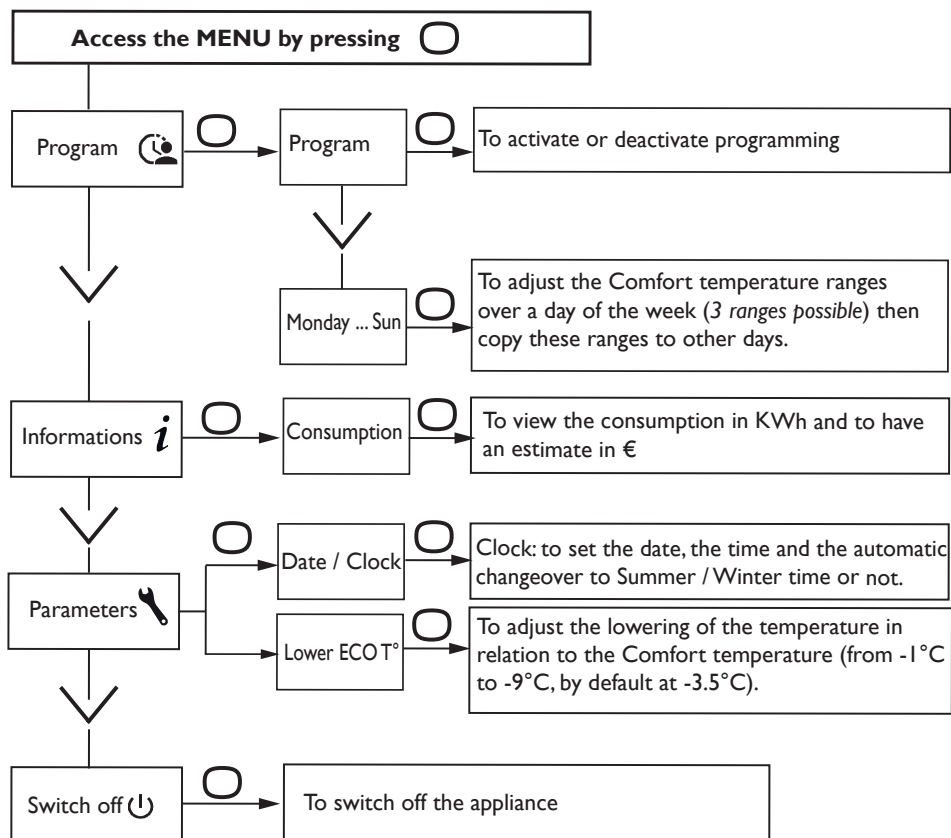 Access the MENU by pressing
Program
Program
To activate or deactivate programming
Monday ... Sun
To adjust the Comfort temperature ranges
over a day of the week (3 ranges possible) then
copy these ranges to other days.
Informations i
Consumption
To view the consumption in KWh and to have
an estimate in €
Parameters
Date / Clock
Clock: to set the date, the time and the automatic
changeover to Summer / Winter time or not.
Lower ECO T°
To adjust the lowering of the temperature in
relation to the Comfort temperature (from -1°C
to -9°C, by default at -3.5°C).
Switch off
To switch off the appliance